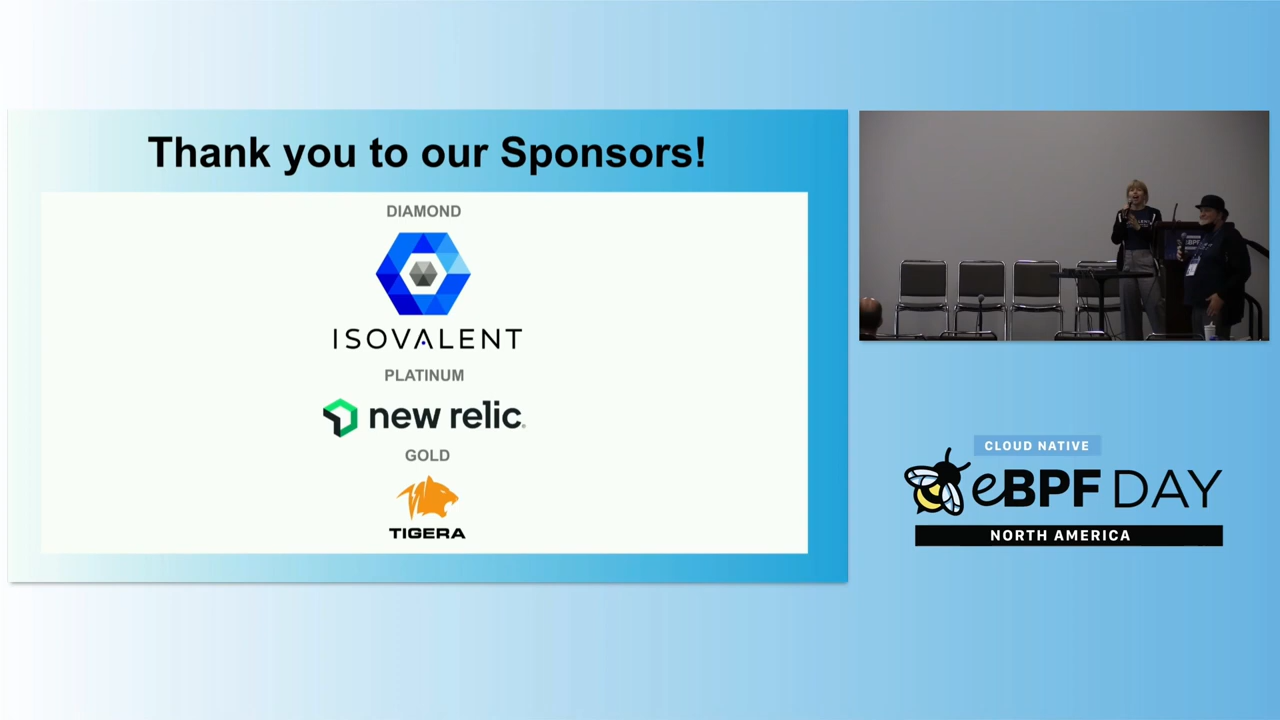 Thank you to our Sponsors!
DIAMOND
ISOVALENT
PLATINUM
new relic.
GOLD
TIGERA
CLOUD NATIVE
eBPF DAY
NORTH AMERICA